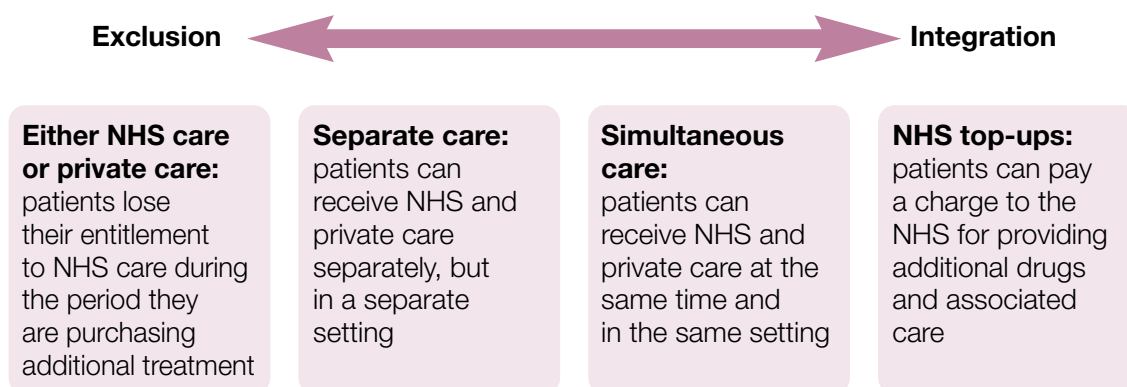 Exclusion
Integration
Either NHS care
or private care:
patients lose
their entitlement
to NHS care during
the period they
are purchasing
additional treatment
Separate care:
patients can
receive NHS and
private care
separately, but
in a separate
setting
Simultaneous
care:
patients can
receive NHS and
private care at the
same time and
in the same setting
NHS top-ups:
patients can pay
a charge to the
NHS for providing
additional drugs
and associated
care